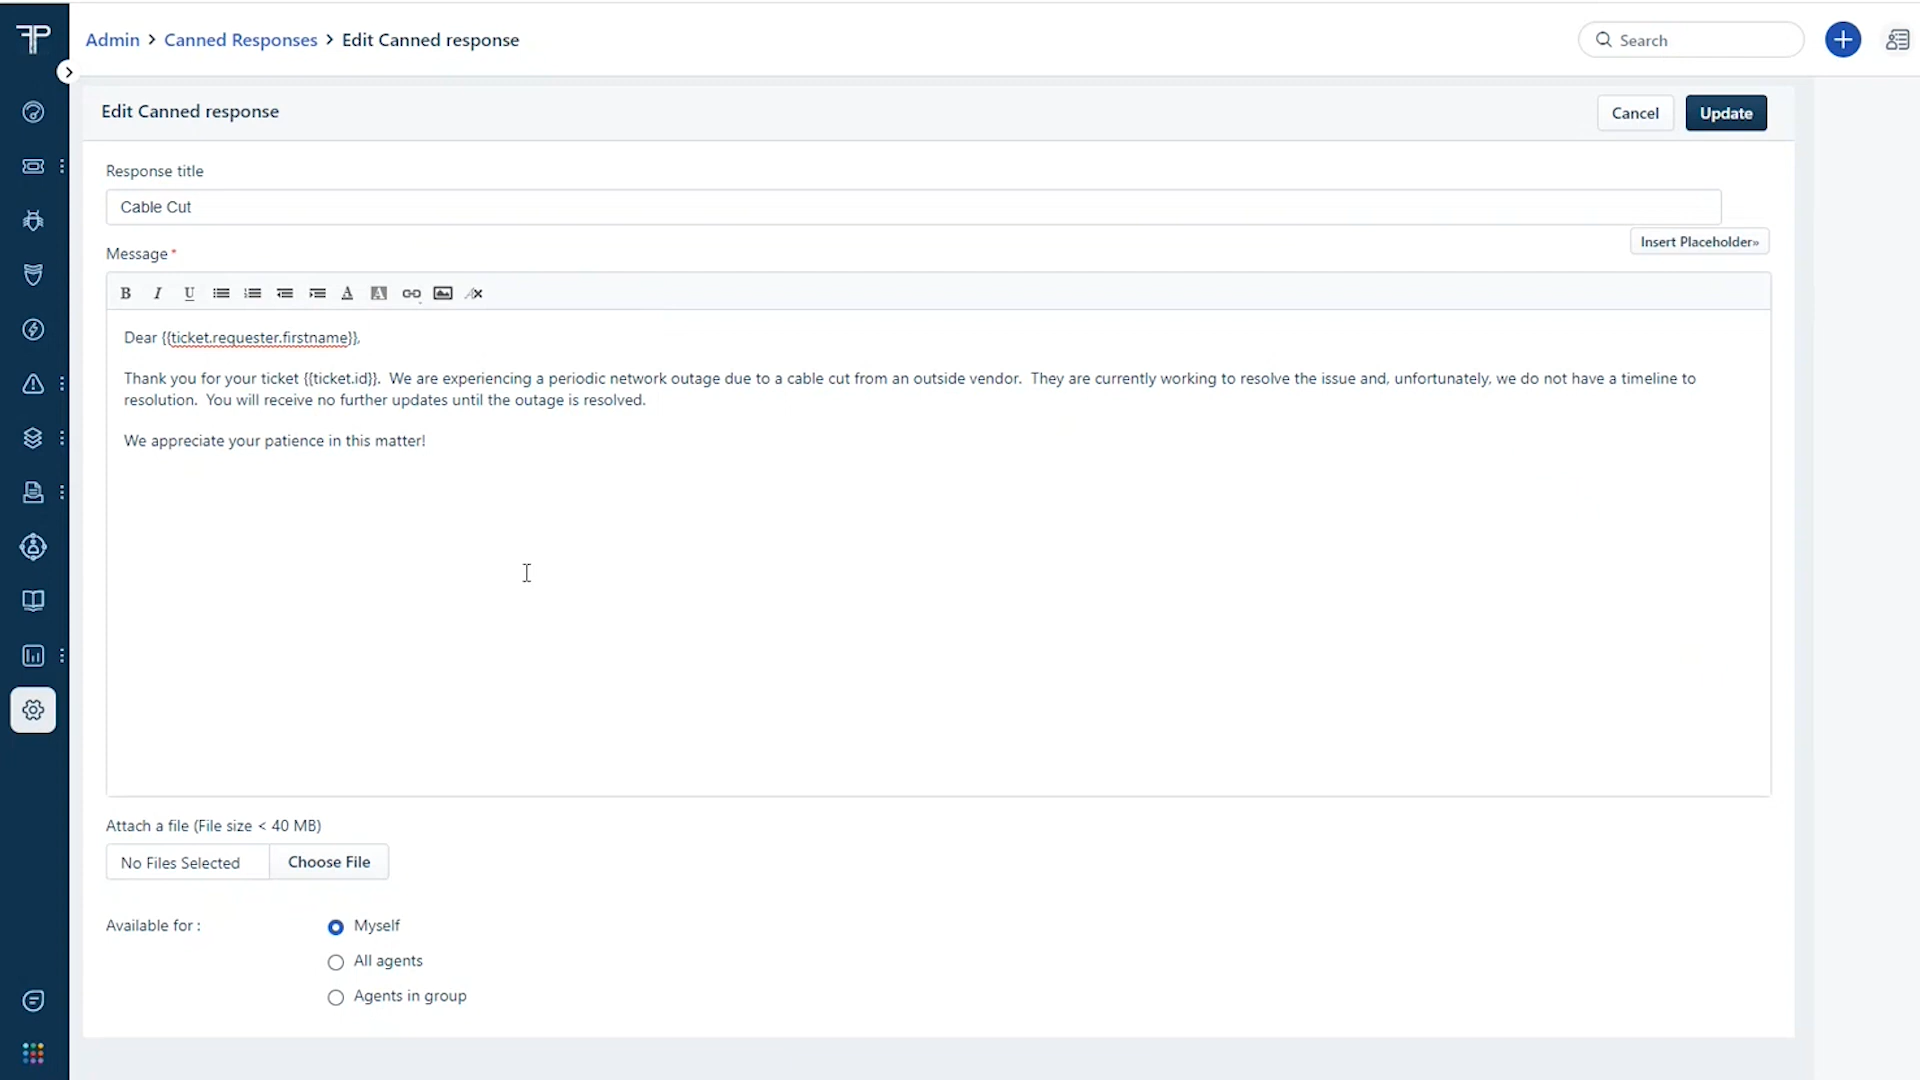 Admin > Canned Responses > Edit Canned response
Search
Edit Canned response
Cancel
Update
Response title
Cable Cut
Insert Placeholder»
Message*
B I U A A
Dear {{ticket.requester.firstname}},
Thank you for your ticket {{ticket.id}}.  We are experiencing a periodic network outage due to a cable cut from an outside vendor.  They are currently working to resolve the issue and, unfortunately, we do not have a timeline to
resolution.  You will receive no further updates until the outage is resolved.
We appreciate your patience in this matter!
Attach a file (File size < 40 MB)
No Files Selected
Choose File
Available for :
Myself
All agents
Agents in group